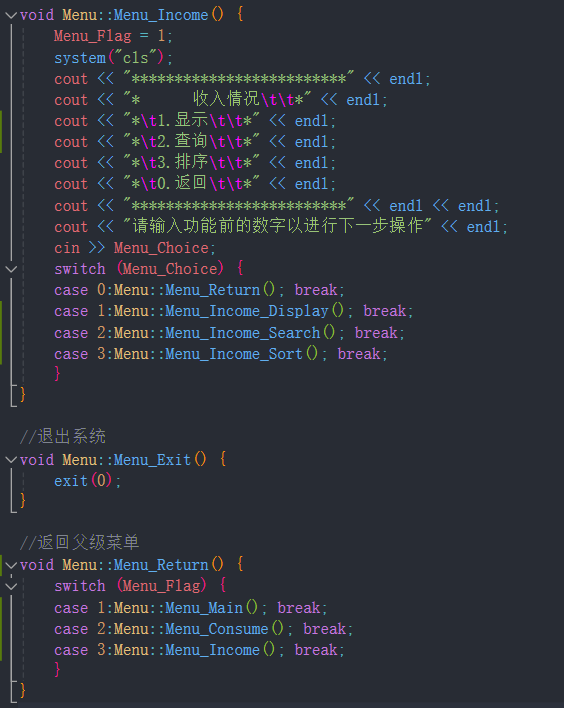 void Menu::Menu_Income() {
    Menu_Flag = 1;
    system("cls");
    cout << "*************************" << endl;
    cout << "*      收入情况\t\t*" << endl;
    cout << "*\t1.显示\t\t*" << endl;
    cout << "*\t2.查询\t\t*" << endl;
    cout << "*\t3.排序\t\t*" << endl;
    cout << "*\t0.返回\t\t*" << endl;
    cout << "*************************" << endl << endl;
    cout << "请输入功能前的数字以进行下一步操作" << endl;
    cin >> Menu_Choice;
    switch (Menu_Choice) {
    case 0:Menu::Menu_Return(); break;
    case 1:Menu::Menu_Income_Display(); break;
    case 2:Menu::Menu_Income_Search(); break;
    case 3:Menu::Menu_Income_Sort(); break;
    }
}
//退出系统
void Menu::Menu_Exit() {
    exit(0);
}
//返回父级菜单
void Menu::Menu_Return() {
    switch (Menu_Flag) {
    case 1:Menu::Menu_Main(); break;
    case 2:Menu::Menu_Consume(); break;
    case 3:Menu::Menu_Income(); break;
    }
}